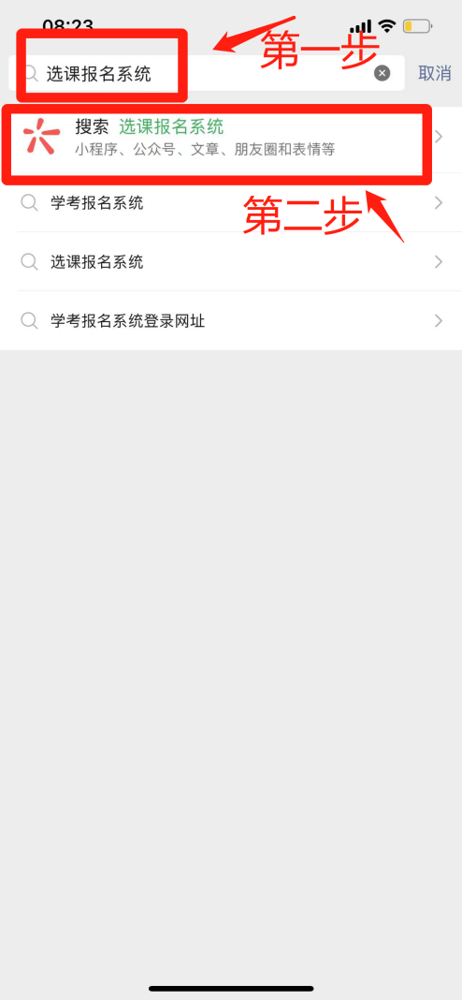 08:23
第一步
选课报名系统
取消
搜索 选课报名系统
小程序、公众号、文章、朋友圈和表情等
学考报名系统
第二步
选课报名系统
学考报名系统登录网址